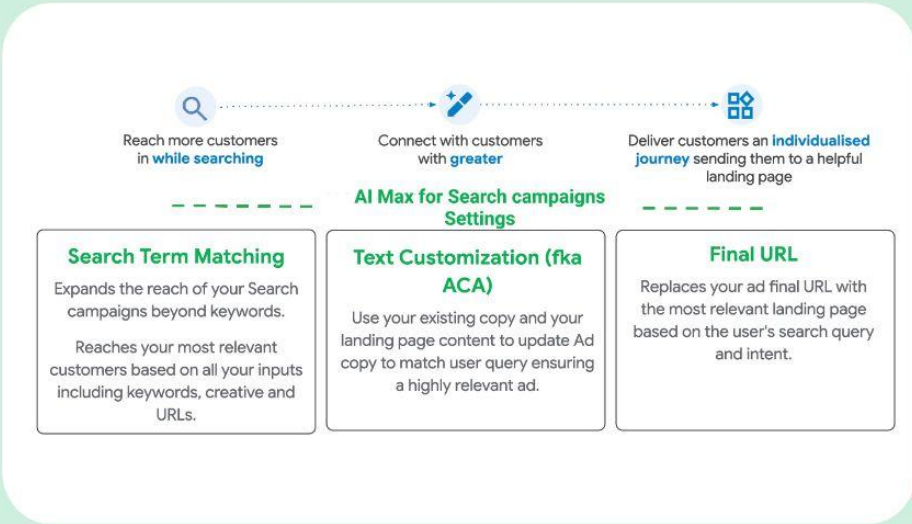 Reach more customers
in while searching
Connect with customers
with greater
Deliver customers an individualised
journey sending them to a helpful
landing page
AI Max for Search campaigns
Settings
Search Term Matching
Expands the reach of your Search
campaigns beyond keywords.
Reaches your most relevant
customers based on all your inputs
including keywords, creative and
URLs.
Text Customization (fka
ACA)
Use your existing copy and your
landing page content to update Ad
copy to match user query ensuring
a highly relevant ad.
Final URL
Replaces your ad final URL with
the most relevant landing page
based on the user's search query
and intent.